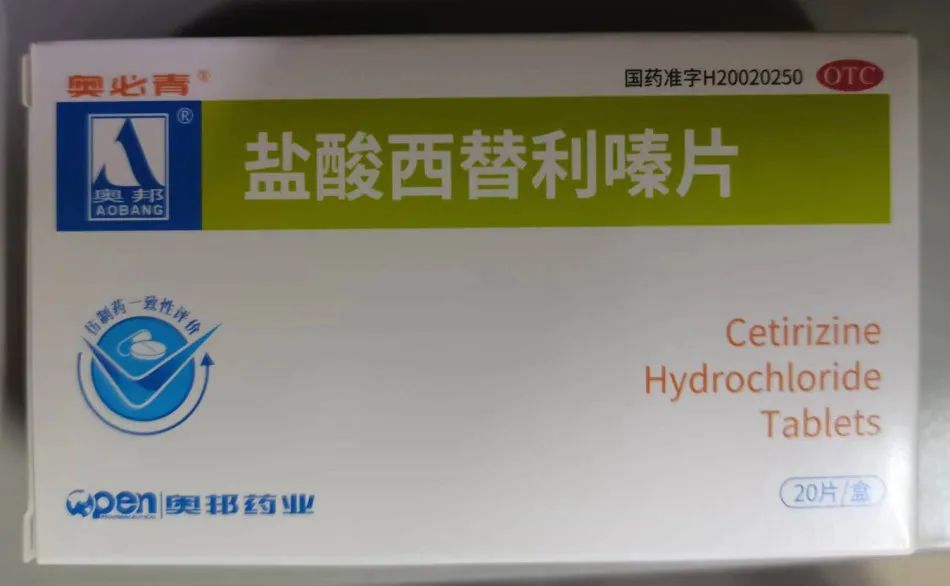 奥必青®
国药准字H20020250 OTC
®
奥邦
AOBANG
盐酸西替利嗪片
仿制药一致性评价
Cetirizine
Hydrochloride
Tablets
open 奥邦药业
PHARMACEUTICAL
20片/盒